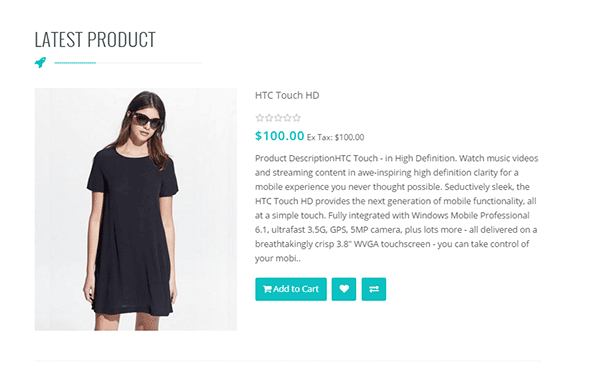 LATEST PRODUCT
HTC Touch HD
$100.00 Ex Tax: $100.00
Product DescriptionHTC Touch - in High Definition. Watch music videos
and streaming content in awe-inspiring high definition clarity for a
mobile experience you never thought possible. Seductively sleek, the
HTC Touch HD provides the next generation of mobile functionality, all
at a simple touch. Fully integrated with Windows Mobile Professional
6.1, ultrafast 3.5G, GPS, 5MP camera, plus lots more - all delivered on a
breathtakingly crisp 3.8" WVGA touchscreen - you can take control of
your mobi..
Add to Cart